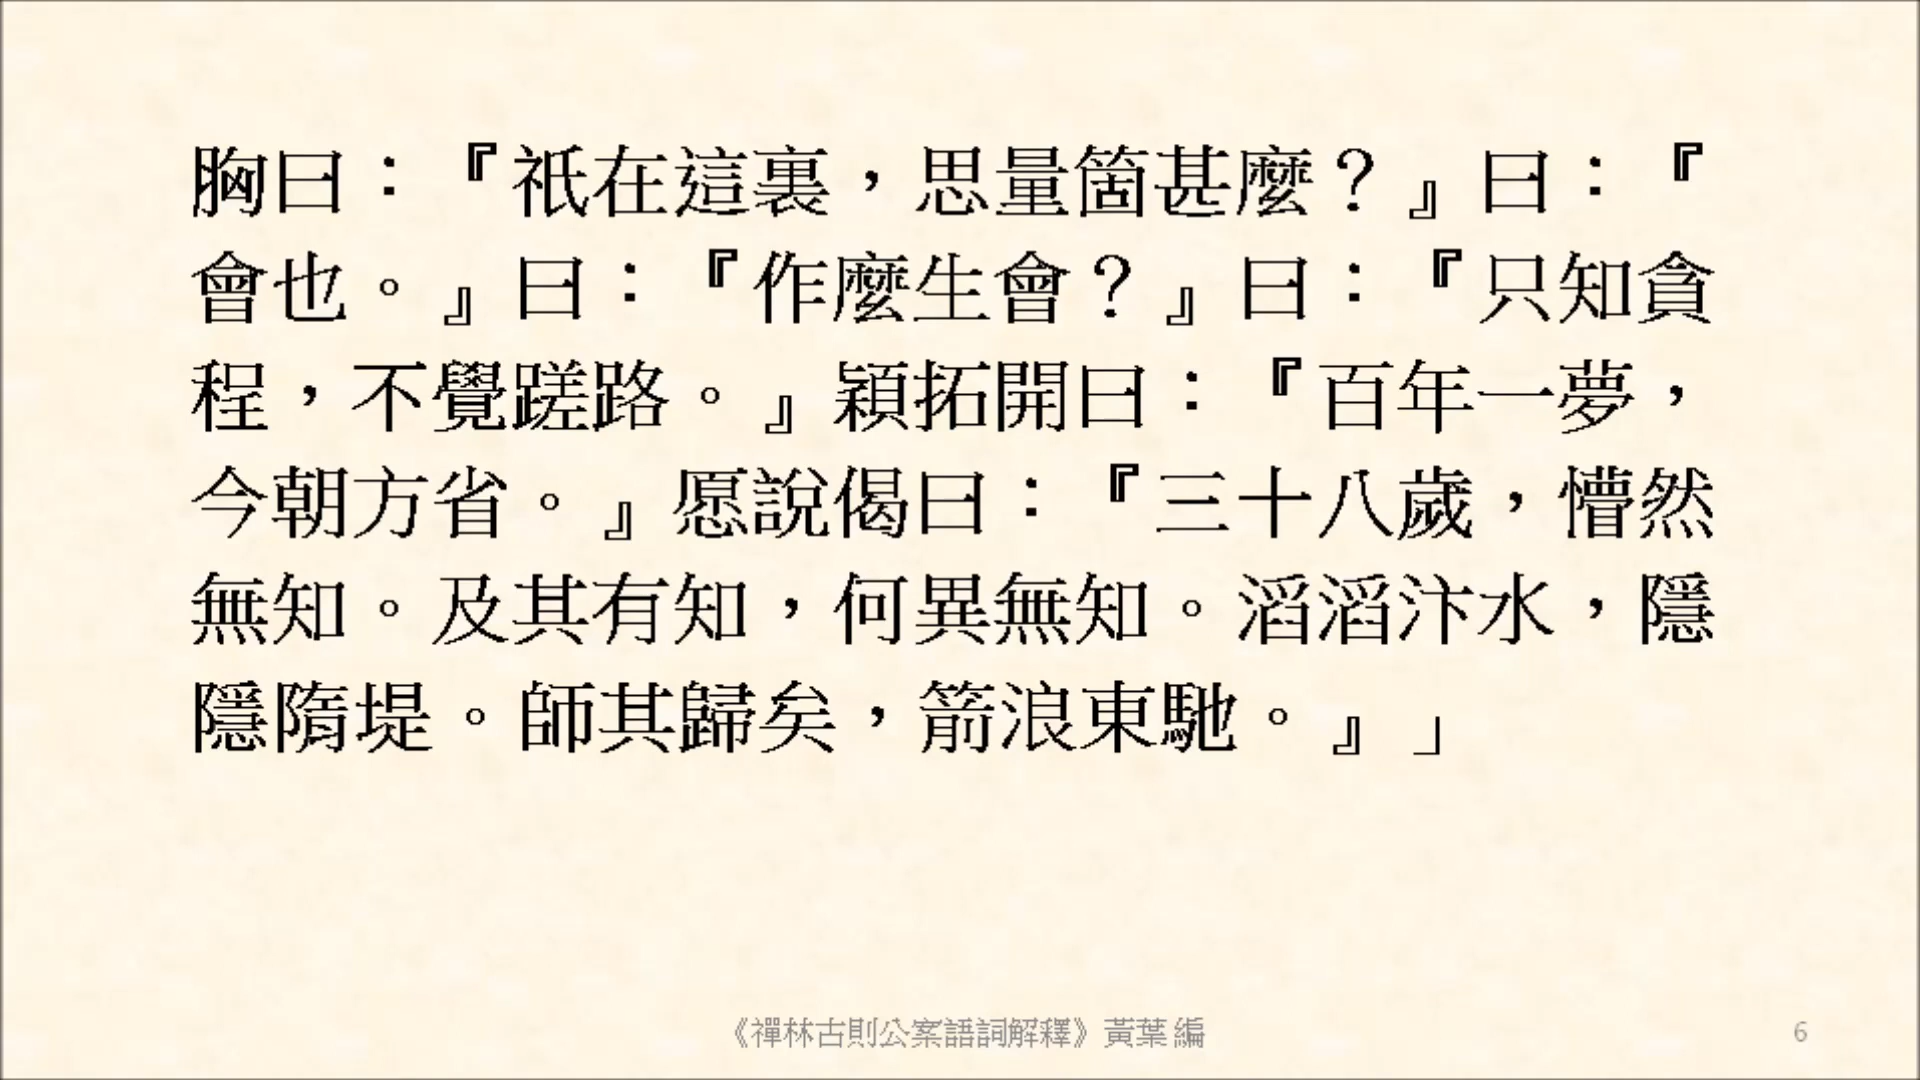 胸曰：『祇在這裏，思量箇甚麼？』曰：『
會也。』曰：『作麼生會？』曰：『只知貪
程，不覺蹉路。』穎拓開曰：『百年一夢，
今朝方省。』愿說偈曰：『三十八歲，懵然
無知。及其有知，何異無知。滔滔汴水，隱
隱隋堤。師其歸矣，箭浪東馳。』」
《禪林古則公案語詞解釋》黃葉 編
6